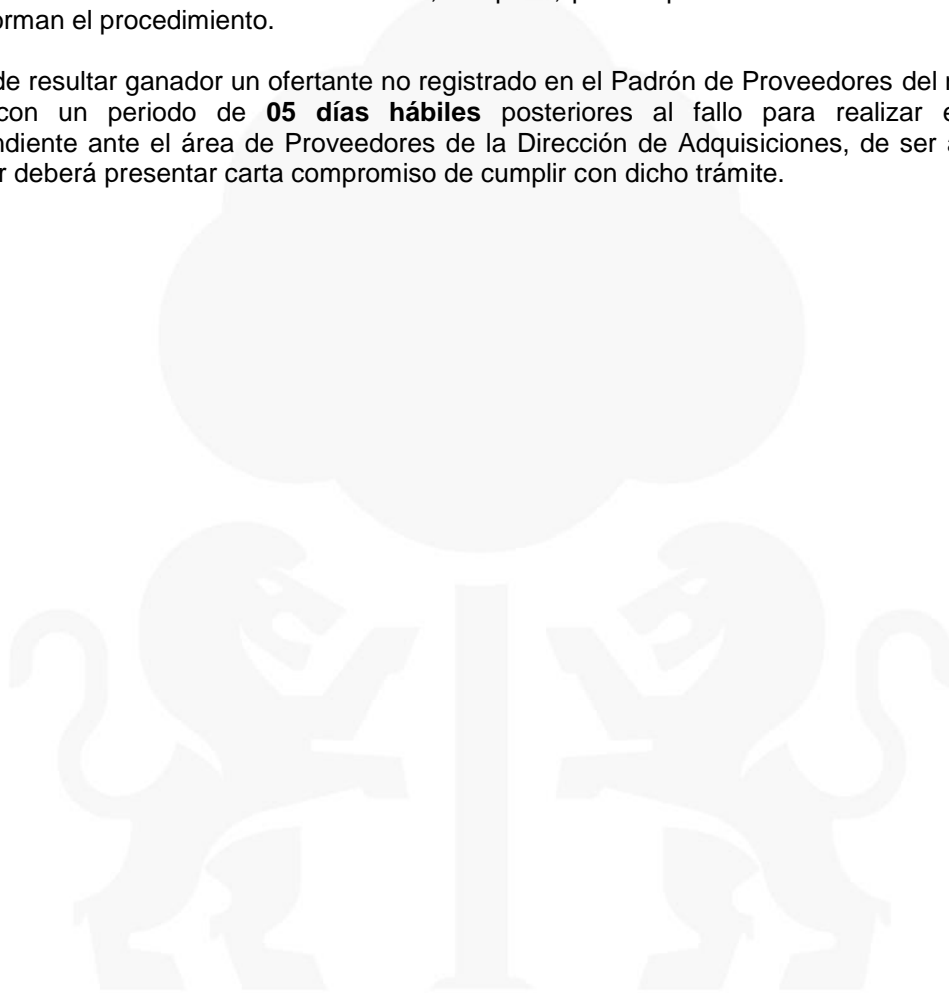 orman el procedimiento.
de resultar ganador un ofertante no registrado en el Padrón de Proveedores del
con un periodo de 05 días hábiles posteriores al fallo para realizar
ndiente ante el área de Proveedores de la Dirección de Adquisiciones, de ser
r deberá presentar carta compromiso de cumplir con dicho trámite.